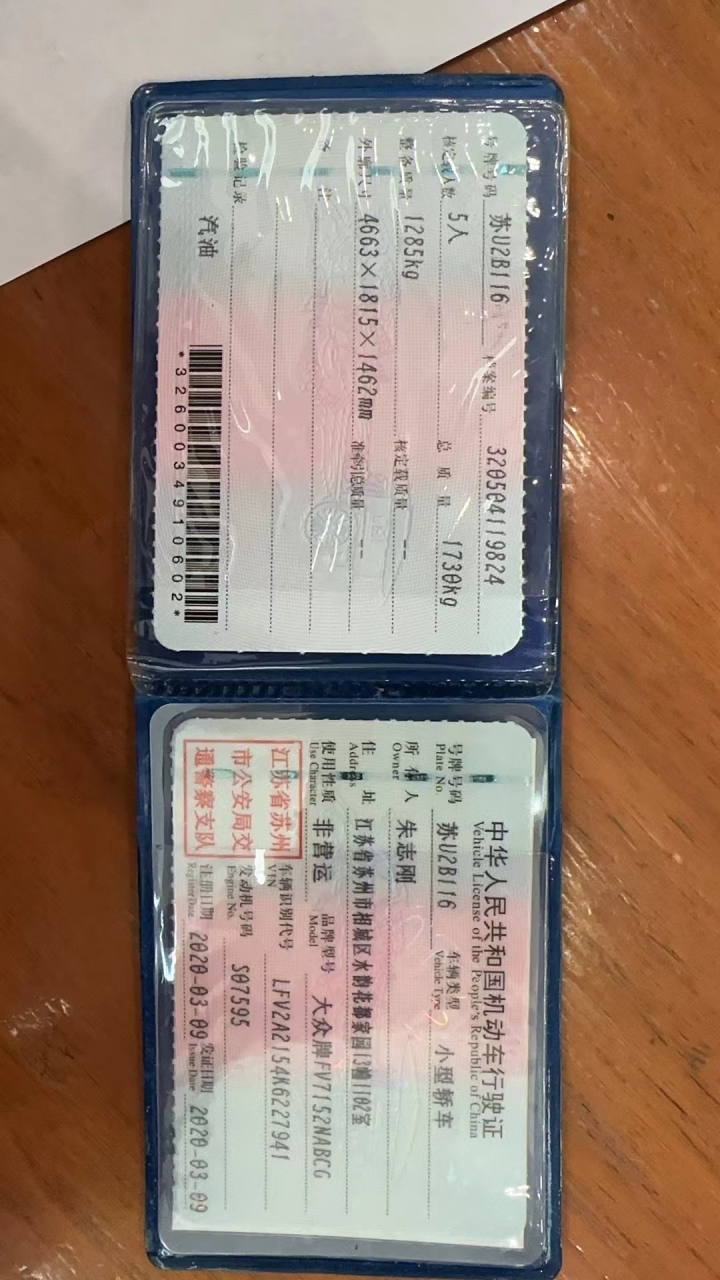 中华人民共和国机动车行驶证
Vehicle License of the People's Republic of China
号牌号码 苏U2B116 车辆类型 小型轿车
Plate No. Vehicle Type
所有人 朱志刚
Owner
住址 江苏省苏州市相城区水韵花都家园13幢1102室
Address
使用性质 非营运 品牌型号 大众牌FV7152NABCG
Use Character Model
江苏省苏州
市公安局交
通警察支队
车辆识别代号 LFV2A2154K6227941
VIN
发动机号码 S07595
Engine No.
注册日期 2020-03-09 发证日期 2020-03-09
Register Date Issue Date
号牌号码 苏U2B116 档案编号 320504119824
核定载人数 5人 总质量 1730kg
整备质量 1285kg 核定载质量 --
外廓尺寸 4663×1815×1462mm 准牵引总质量 --
备注
检验记录
汽油
*3260034910602*